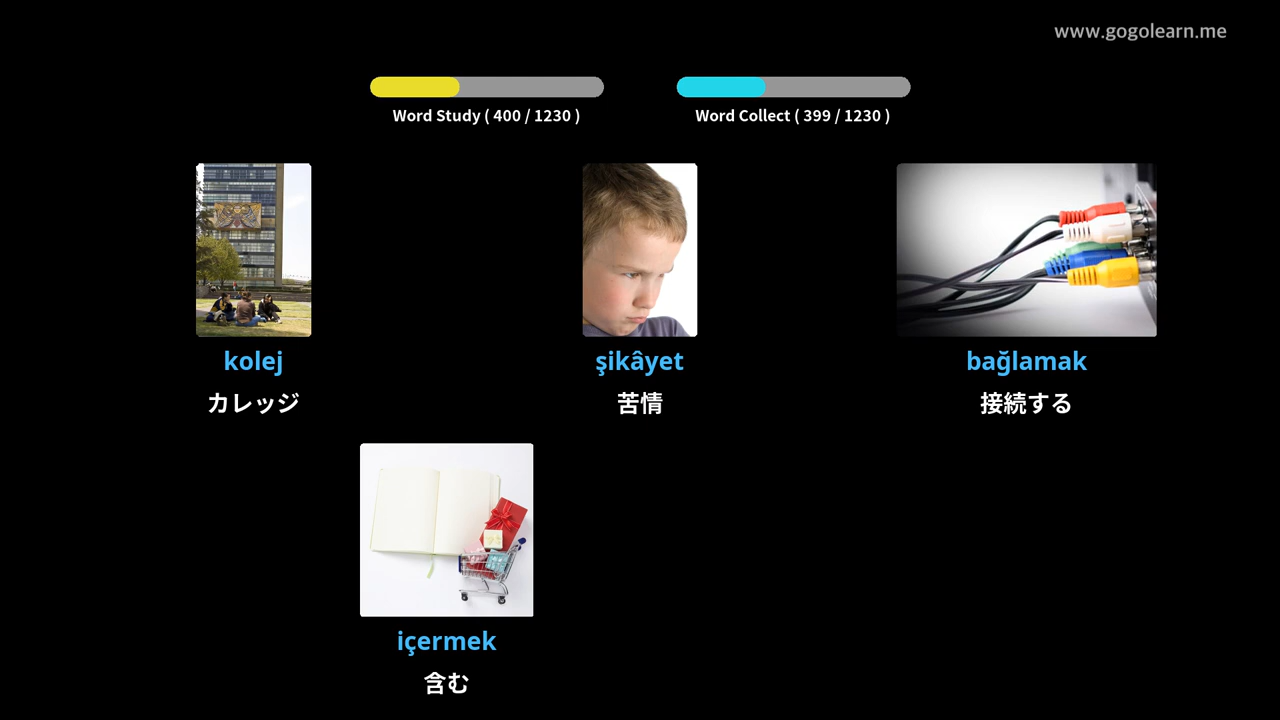 www.gogolearn.me
Word Study ( 400 / 1230 )
Word Collect ( 399 / 1230 )
kolej
カレッジ
şikâyet
苦情
bağlamak
接続する
içermek
含む